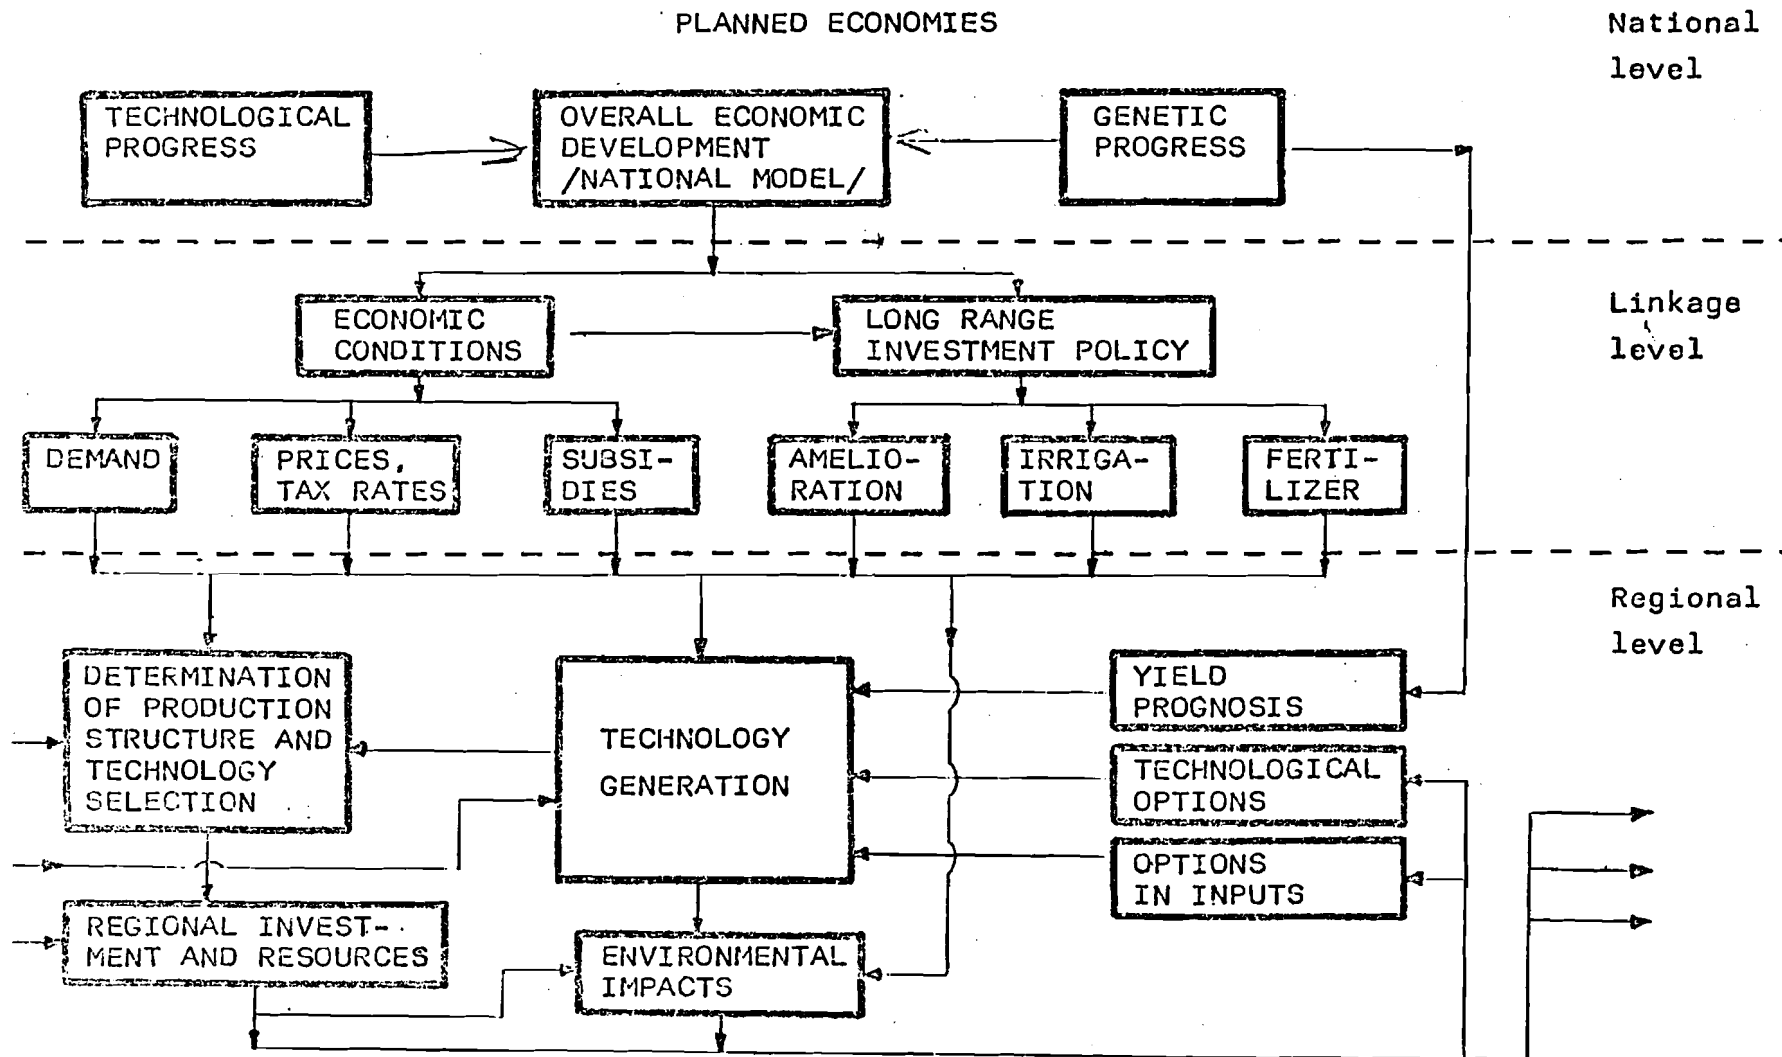 PLANNED ECONOMIES
National
level
TECHNOLOGICAL
PROGRESS
OVERALL ECONOMIC
DEVELOPMENT
/NATIONAL MODEL/
GENETIC
PROGRESS
Linkage
level
ECONOMIC
CONDITIONS
LONG RANGE
INVESTMENT POLICY
DEMAND
PRICES,
TAX RATES
SUBSI-
DIES
AMELIO-
RATION
IRRIGA-
TION
FERTI-
LIZER
Regional
level
DETERMINATION
OF PRODUCTION
STRUCTURE AND
TECHNOLOGY
SELECTION
TECHNOLOGY
GENERATION
YIELD
PROGNOSIS
TECHNOLOGICAL
OPTIONS
OPTIONS
IN INPUTS
REGIONAL INVEST-
MENT AND RESOURCES
ENVIRONMENTAL
IMPACTS